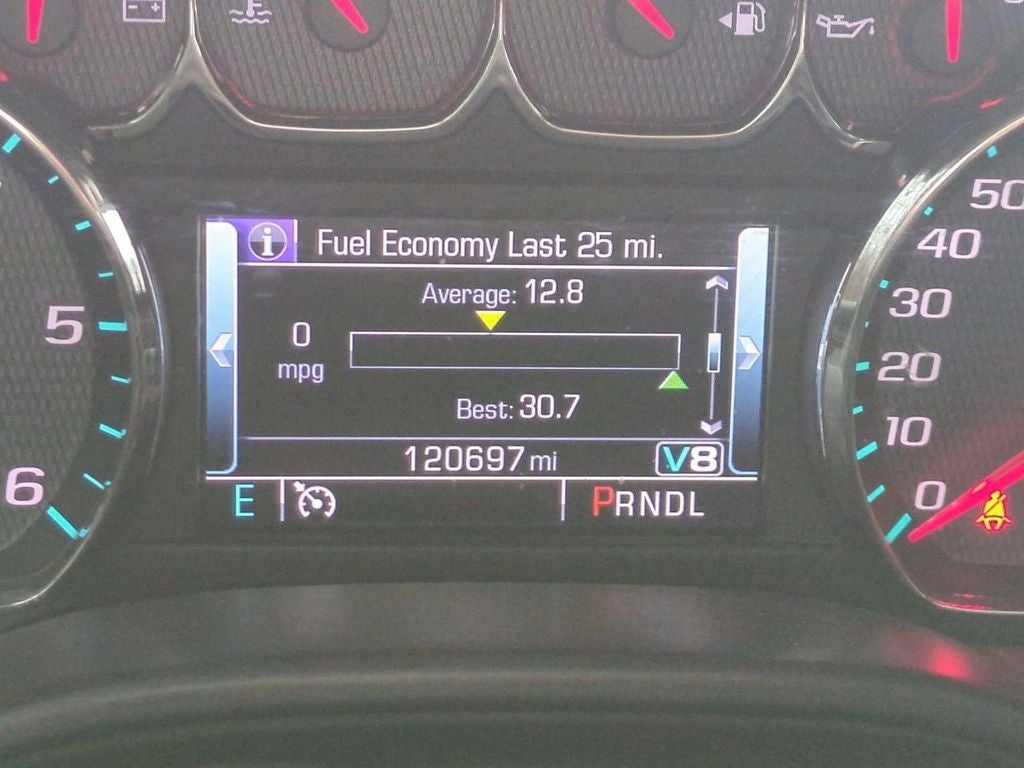 Fuel Economy Last 25 mi.
Average: 12.8
0
mpg
Best: 30.7
120697 mi V8
E PRNDL
5
6
50
40
30
20
10
0